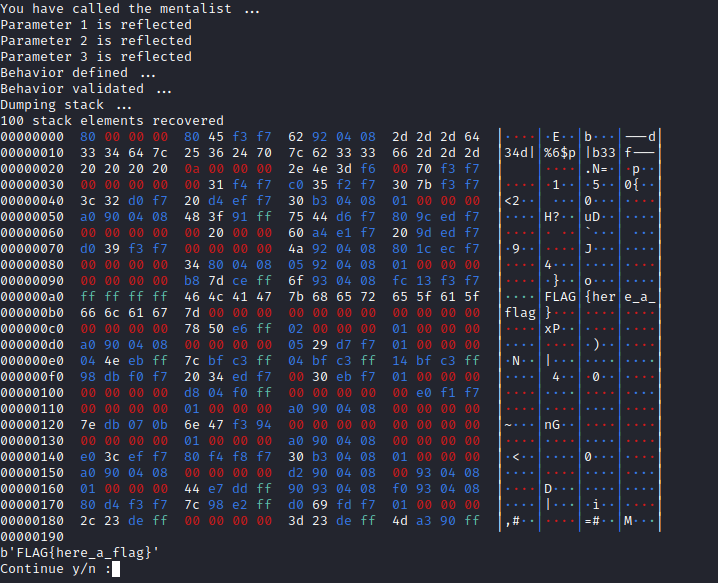 You have called the mentalist ...
Parameter 1 is reflected
Parameter 2 is reflected
Parameter 3 is reflected
Behavior defined ...
Behavior validated ...
Dumping stack ...
100 stack elements recovered
00000000  80 00 00 00  80 45 f3 f7  62 92 04 08  2d 2d 2d 64  │····│·E··│b···│---d│
00000010  33 34 64 7c  25 36 24 70  7c 62 33 33  66 2d 2d 2d  │34d|│%6$p│|b33│f---│
00000020  20 20 20 20  0a 00 00 00  2e 4e 3d f6  00 70 f3 f7  │    │····│.N=·│·p··│
00000030  00 00 00 00  00 31 f4 f7  c0 35 f2 f7  30 7b f3 f7  │····│·1··│·5··│0{··│
00000040  3c 32 d0 f7  20 d4 ef f7  30 b3 04 08  01 00 00 00  │<2··│ ···│0···│····│
00000050  a0 90 04 08  48 3f 91 ff  75 44 d6 f7  80 9c ed f7  │····│H?··│uD··│····│
00000060  00 00 00 00  00 20 00 00  60 a4 e1 f7  20 9d ed f7  │····│· ··│`···│ ···│
00000070  d0 39 f3 f7  00 00 00 00  4a 92 04 08  80 1c ec f7  │·9··│····│J···│····│
00000080  00 00 00 00  34 80 04 08  05 92 04 08  01 00 00 00  │····│4···│····│····│
00000090  00 00 00 00  b8 7d ce ff  6f 93 04 08  fc 13 f3 f7  │····│·}··│o···│····│
000000a0  ff ff ff ff  46 4c 41 47  7b 68 65 72  65 5f 61 5f  │····│FLAG│{her│e_a_│
000000b0  66 6c 61 67  7d 00 00 00  00 00 00 00  00 00 00 00  │flag│}···│····│····│
000000c0  00 00 00 00  78 50 e6 ff  02 00 00 00  01 00 00 00  │····│xP··│····│····│
000000d0  a0 90 04 08  00 00 00 00  05 29 d7 f7  01 00 00 00  │····│····│·)··│····│
000000e0  04 4e eb ff  7c bf c3 ff  04 bf c3 ff  14 bf c3 ff  │·N··│|···│····│····│
000000f0  98 db f0 f7  20 34 ed f7  00 30 eb f7  01 00 00 00  │····│ 4··│·0··│····│
00000100  00 00 00 00  d8 04 f0 ff  00 00 00 00  00 e0 f1 f7  │····│····│····│····│
00000110  00 00 00 00  01 00 00 00  a0 90 04 08  00 00 00 00  │····│····│····│····│
00000120  7e db 07 0b  6e 47 f3 94  00 00 00 00  00 00 00 00  │~···│nG··│····│····│
00000130  00 00 00 00  01 00 00 00  a0 90 04 08  00 00 00 00  │····│····│····│····│
00000140  e0 3c ef f7  80 f4 f8 f7  30 b3 04 08  01 00 00 00  │·<··│····│0···│····│
00000150  a0 90 04 08  00 00 00 00  d2 90 04 08  00 93 04 08  │····│····│····│····│
00000160  01 00 00 00  44 e7 dd ff  90 93 04 08  f0 93 04 08  │····│D···│····│····│
00000170  80 d4 f3 f7  7c 98 e2 ff  d0 69 fd f7  01 00 00 00  │····│|···│·i··│····│
00000180  2c 23 de ff  00 00 00 00  3d 23 de ff  4d a3 90 ff  │,#··│····│=#··│M···│
00000190
b'FLAG{here_a_flag}'
Continue y/n :